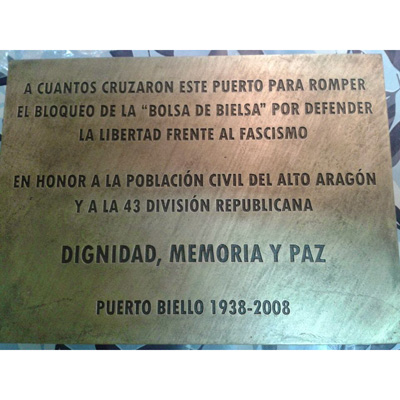 A CUANTOS CRUZARON ESTE PUERTO PARA ROMPER
EL BLOQUEO DE LA “BOLSA DE BIELSA” POR DEFENDER
LA LIBERTAD FRENTE AL FASCISMO
EN HONOR A LA POBLACIÓN CIVIL DEL ALTO ARAGÓN
Y A LA 43 DIVISIÓN REPUBLICANA
DIGNIDAD, MEMORIA Y PAZ
PUERTO BIELLO 1938-2008